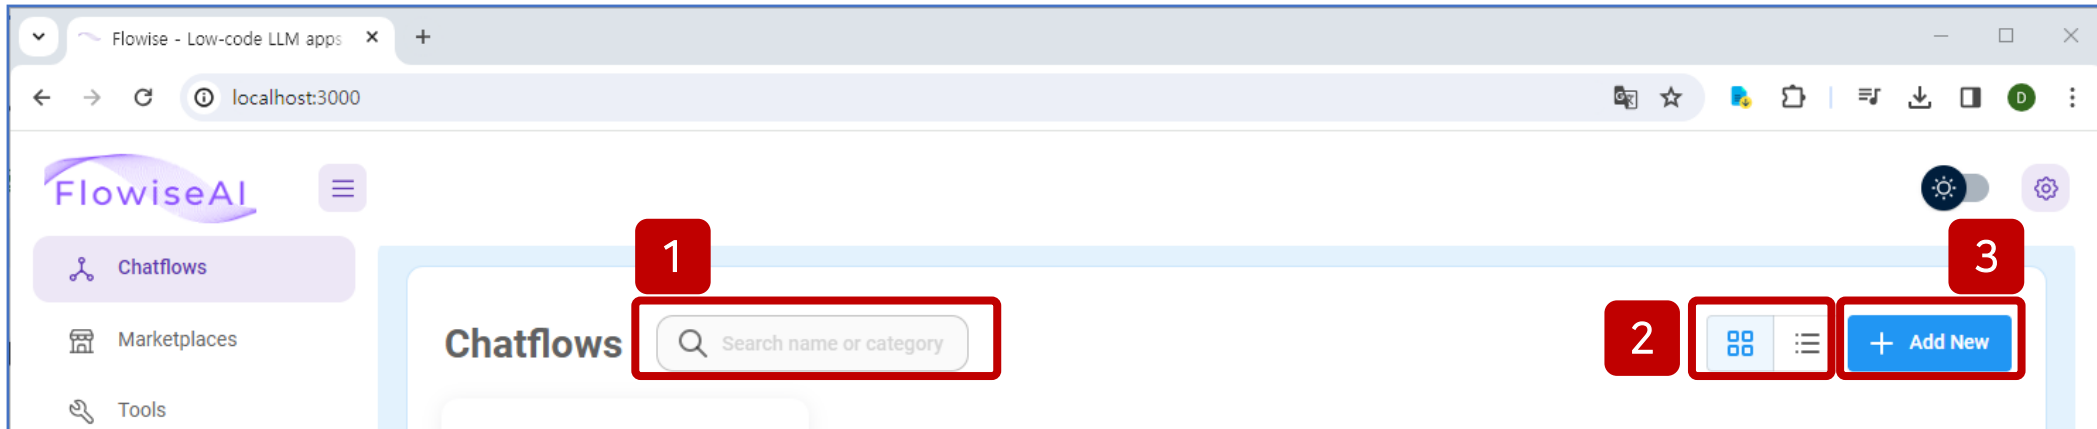 Flowise - Low-code LLM apps
localhost:3000
D
FlowiseAI
1
3
Chatflows
Marketplaces
Tools
Chatflows
Search name or category
2
Add New